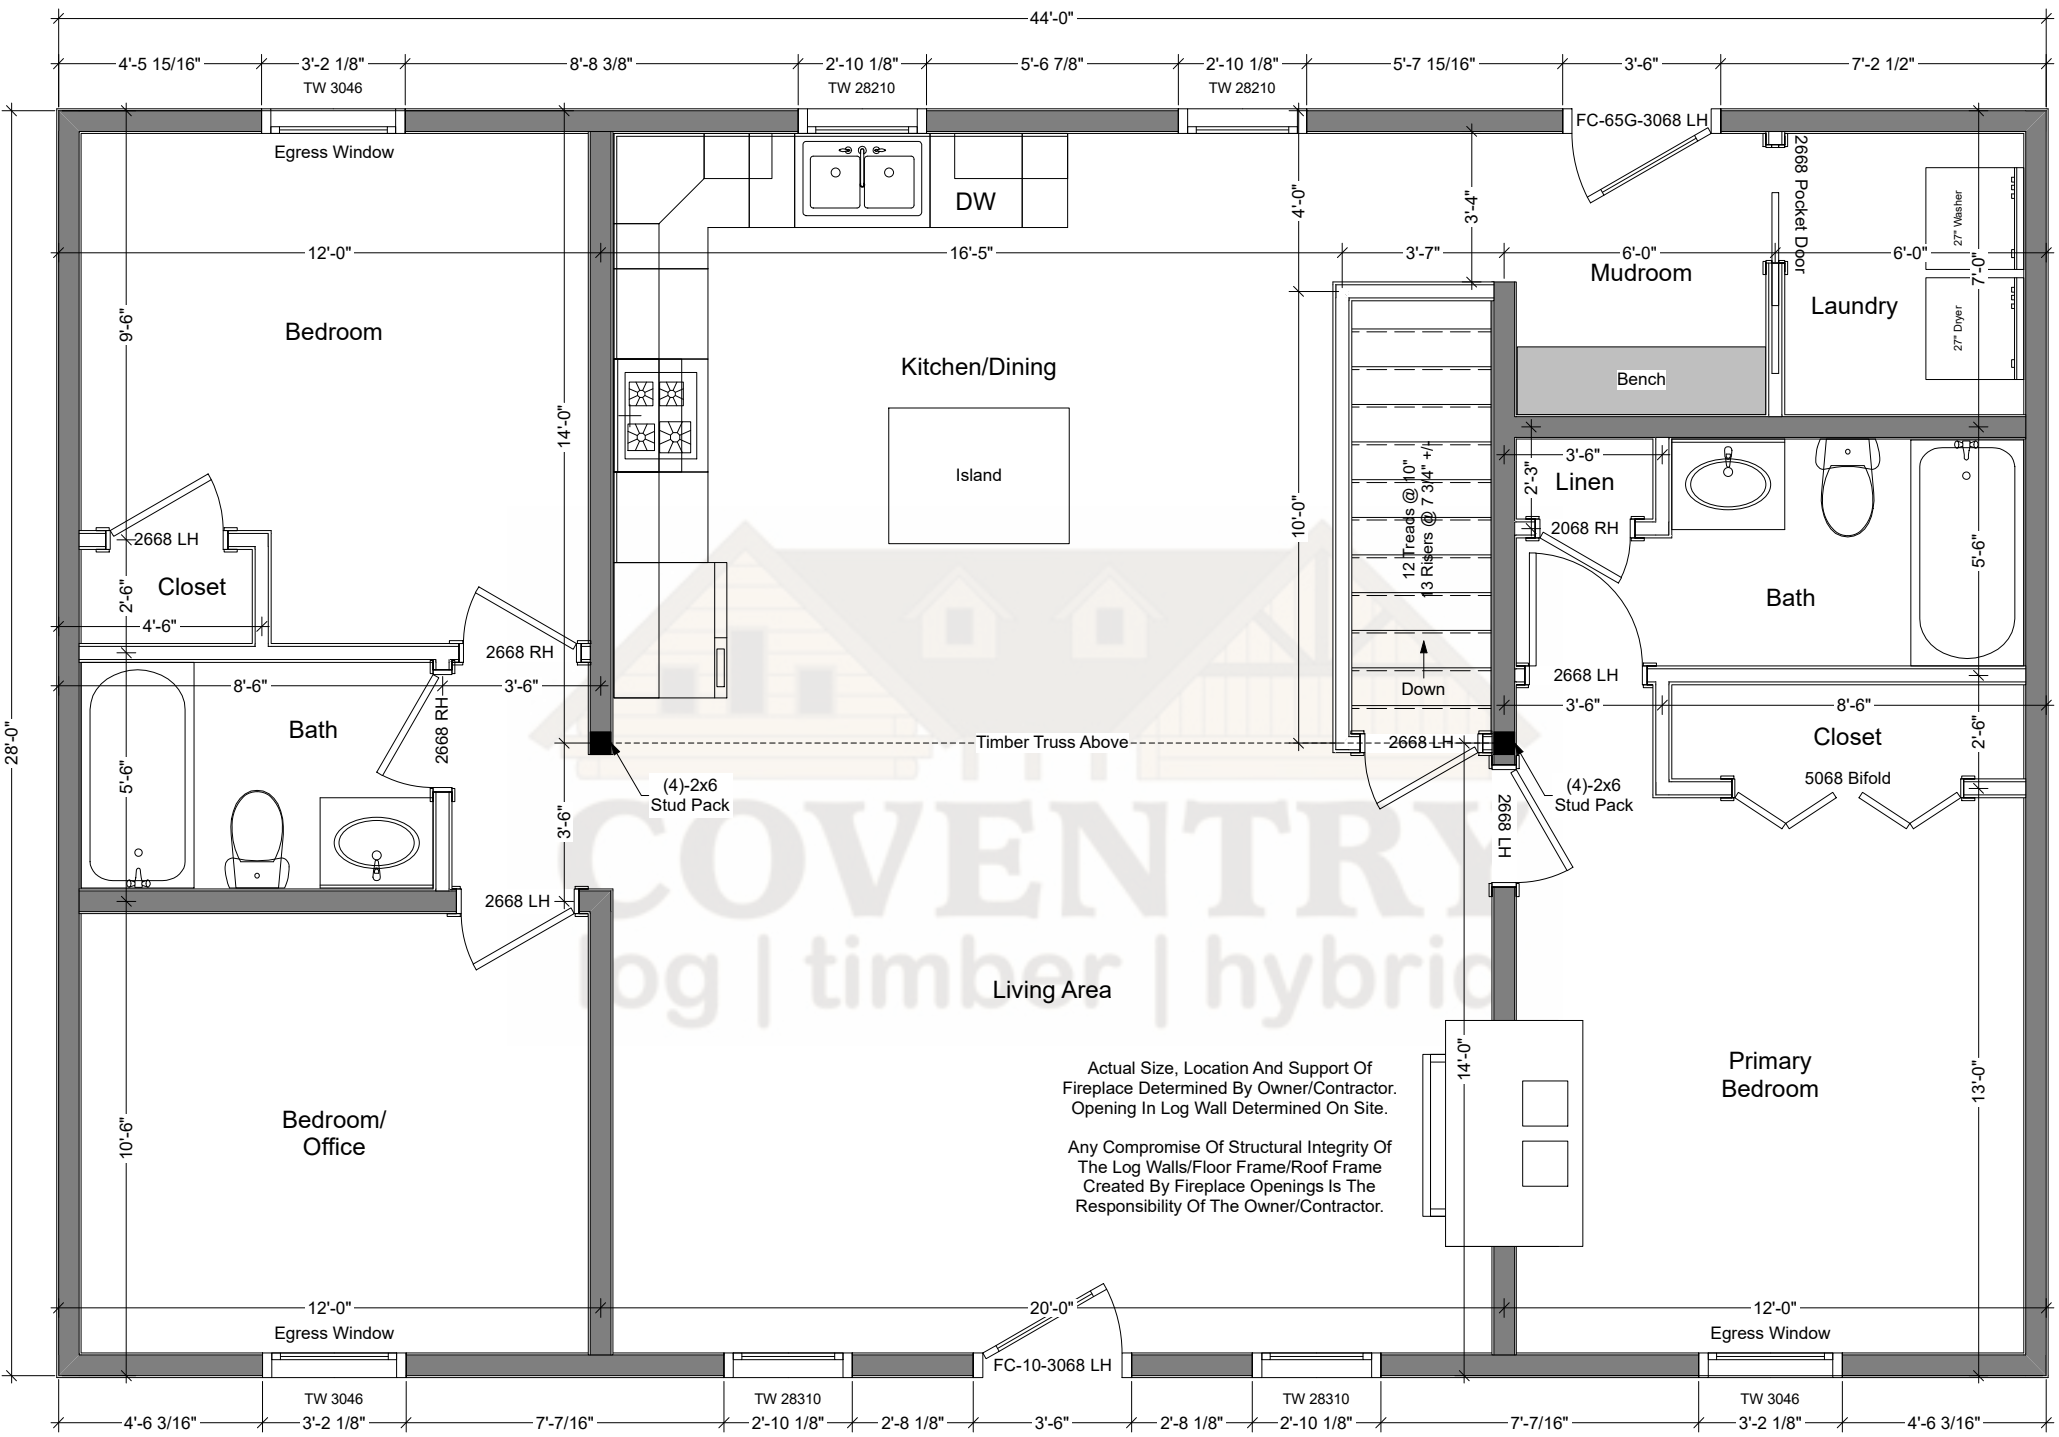 44'-0"
4'-5 15/16" 3'-2 1/8" 8'-8 3/8" 2'-10 1/8" 5'-6 7/8" 2'-10 1/8" 5'-7 15/16" 3'-6" 7'-2 1/2"
TW 3046 TW 28210 TW 28210
FC-65G-3068 LH
Egress Window
2668 Pocket Door
DW
4'-0"
3'-4"
27" Washer
12'-0" 16'-5" 3'-7" 6'-0" 6'-0"
Mudroom
7'-0"
Laundry
9'-6"
Bedroom
27" Dryer
Kitchen/Dining
Bench
14'-0"
3'-6"
Island
Linen
2'-3"
10'-0"
12 Treads @ 10"
13 Risers @ 7 3/4" +/-
2068 RH
2668 LH
5'-6"
Closet
2'-6"
Bath
4'-6"
2668 RH
2668 LH
8'-6" 3'-6"
Down
3'-6" 8'-6"
Bath
2668 RH
28'-0"
Timber Truss Above
2668 LH
Closet
2'-6"
5'-6"
5068 Bifold
(4)-2x6
Stud Pack
(4)-2x6
Stud Pack
3'-6"
2668 LH
COVENTRY
2668 LH
log | timber | hybrid
Living Area
14'-0"
Actual Size, Location And Support Of
Fireplace Determined By Owner/Contractor.
Opening In Log Wall Determined On Site.
Any Compromise Of Structural Integrity Of
The Log Walls/Floor Frame/Roof Frame
Created By Fireplace Openings Is The
Responsibility Of The Owner/Contractor.
Primary
Bedroom
13'-0"
10'-6"
Bedroom/
Office
12'-0" 20'-0" 12'-0"
Egress Window Egress Window
FC-10-3068 LH
TW 3046 TW 28310 TW 28310 TW 3046
4'-6 3/16" 3'-2 1/8" 7'-7/16" 2'-10 1/8" 2'-8 1/8" 3'-6" 2'-8 1/8" 2'-10 1/8" 7'-7/16" 3'-2 1/8" 4'-6 3/16"